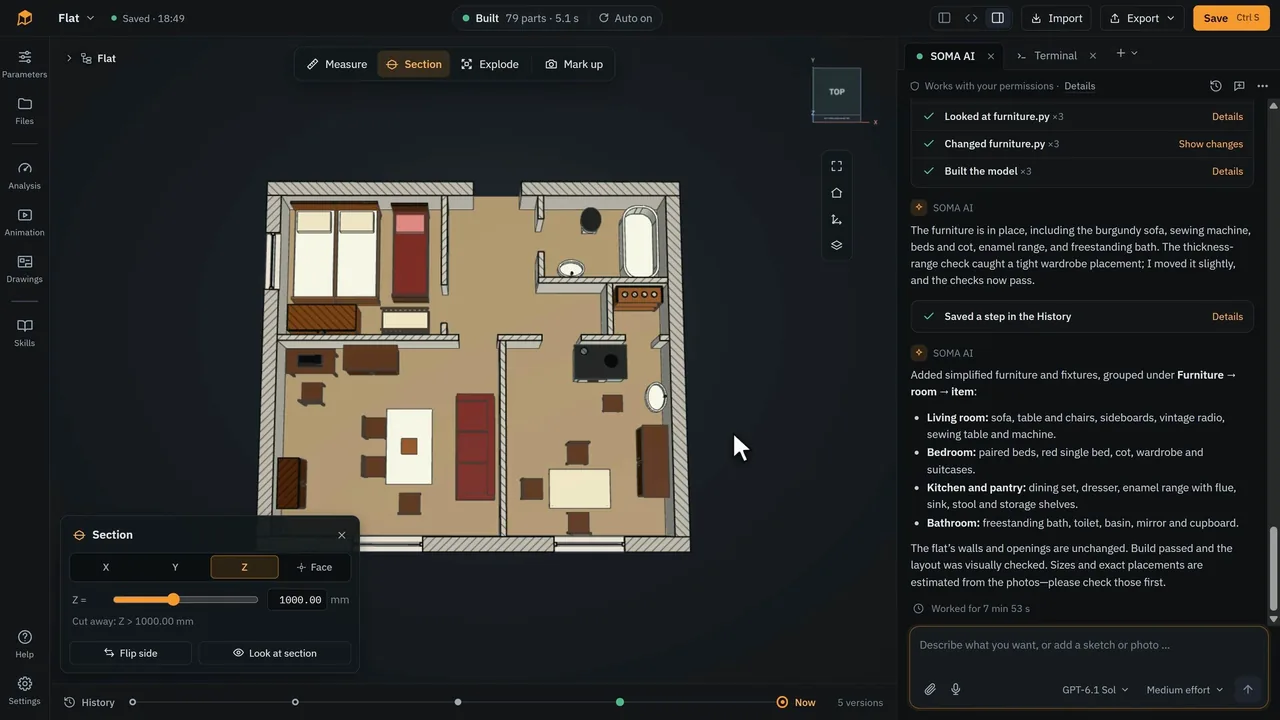 Flat
Saved · 18:49
Built 79 parts · 5.1 s
Auto on
Import
Export
Save Ctrl S
Parameters
Files
Analysis
Animation
Drawings
Skills
Help
Settings
Flat
Measure
Section
Explode
Mark up
Y
TOP
X
Section
X
Y
Z
Face
Z =
1000.00 mm
Cut away: Z > 1000.00 mm
Flip side
Look at section
History
Now
5 versions
SOMA AI
Terminal
Works with your permissions · Details
Looked at furniture.py ×3 Details
Changed furniture.py ×3 Show changes
Built the model ×3 Details
SOMA AI
The furniture is in place, including the burgundy sofa, sewing machine,
beds and cot, enamel range, and freestanding bath. The thickness-
range check caught a tight wardrobe placement; I moved it slightly,
and the checks now pass.
Saved a step in the History Details
SOMA AI
Added simplified furniture and fixtures, grouped under Furniture →
room → item:
• Living room: sofa, table and chairs, sideboards, vintage radio,
sewing table and machine.
• Bedroom: paired beds, red single bed, cot, wardrobe and
suitcases.
• Kitchen and pantry: dining set, dresser, enamel range with flue,
sink, stool and storage shelves.
• Bathroom: freestanding bath, toilet, basin, mirror and cupboard.
The flat's walls and openings are unchanged. Build passed and the
layout was visually checked. Sizes and exact placements are
estimated from the photos—please check those first.
Worked for 7 min 53 s
Describe what you want, or add a sketch or photo ...
GPT-6.1 Sol
Medium effort